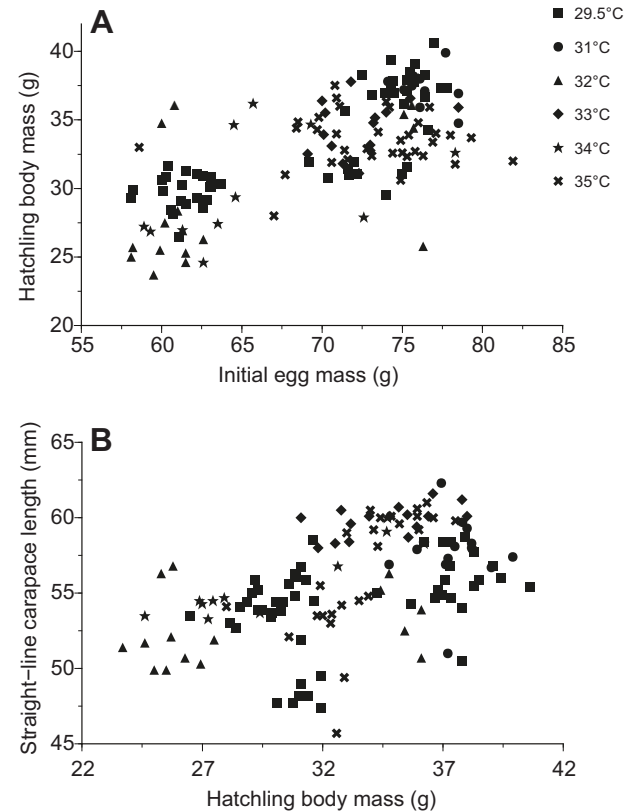 A
29.5°C
31°C
32°C
33°C
34°C
35°C
Hatchling body mass (g)
40
35
30
25
20
55 60 65 70 75 80 85
Initial egg mass (g)
B
Straight−line carapace length (mm)
65
60
55
50
45
22 27 32 37 42
Hatchling body mass (g)